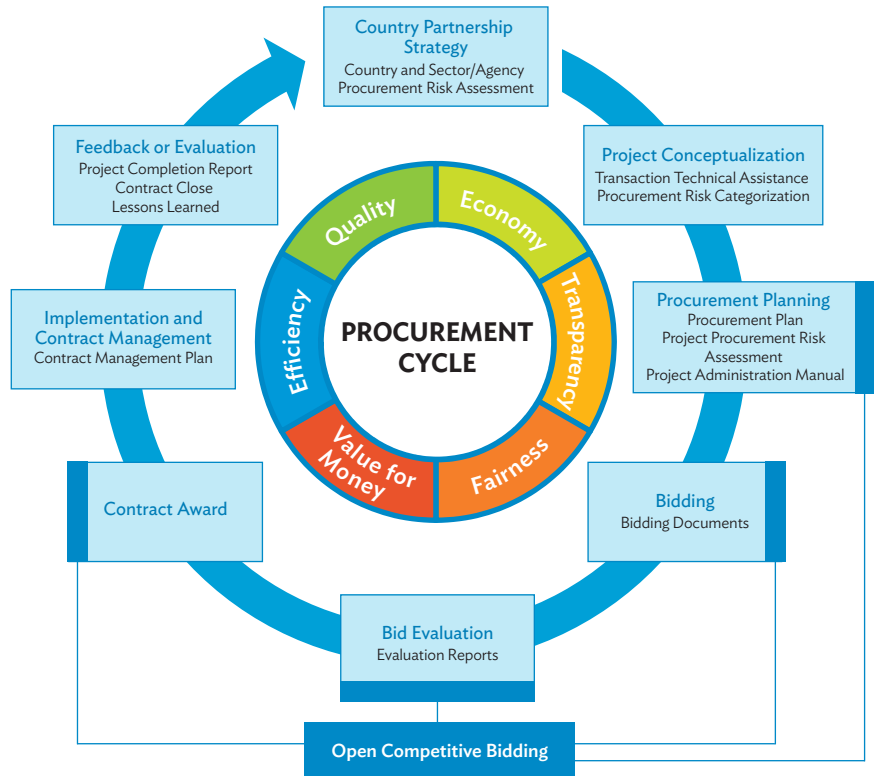 Country Partnership
Strategy
Country and Sector/Agency
Procurement Risk Assessment
Project Conceptualization
Transaction Technical Assistance
Procurement Risk Categorization
Procurement Planning
Procurement Plan
Project Procurement Risk
Assessment
Project Administration Manual
Bidding
Bidding Documents
Bid Evaluation
Evaluation Reports
Contract Award
Implementation and
Contract Management
Contract Management Plan
Feedback or Evaluation
Project Completion Report
Contract Close
Lessons Learned
Quality
Economy
Transparency
Fairness
Value for
Money
Efficiency
PROCUREMENT
CYCLE
Open Competitive Bidding